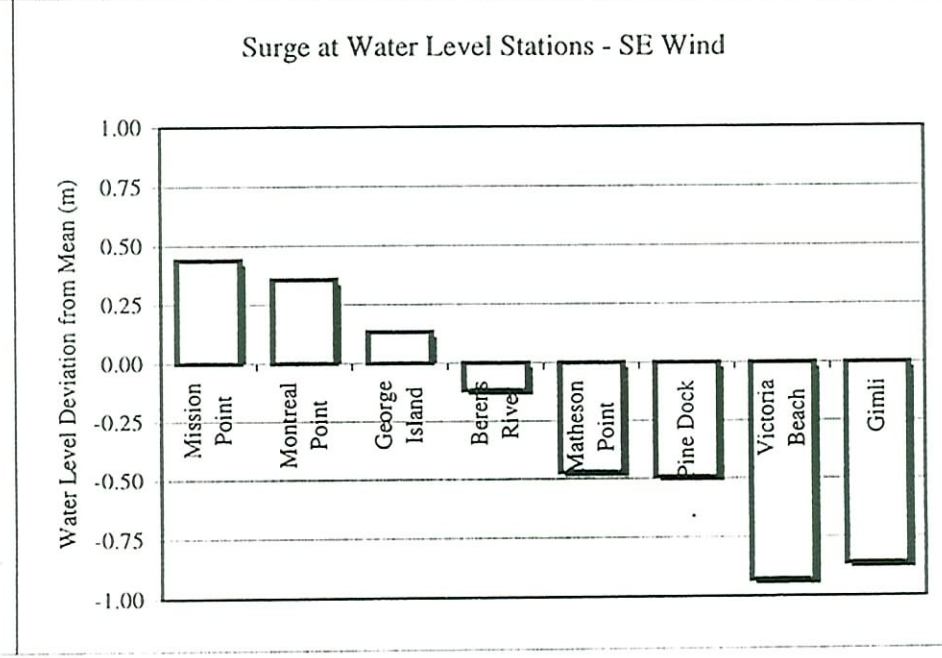 Surge at Water Level Stations - SE Wind
Water Level Deviation from Mean (m)
1.00
0.75
0.50
0.25
0.00
-0.25
-0.50
-0.75
-1.00
Mission
Point
Montreal
Point
George
Island
Berens
River
Matheson
Point
Pine Dock
Victoria
Beach
Gimli